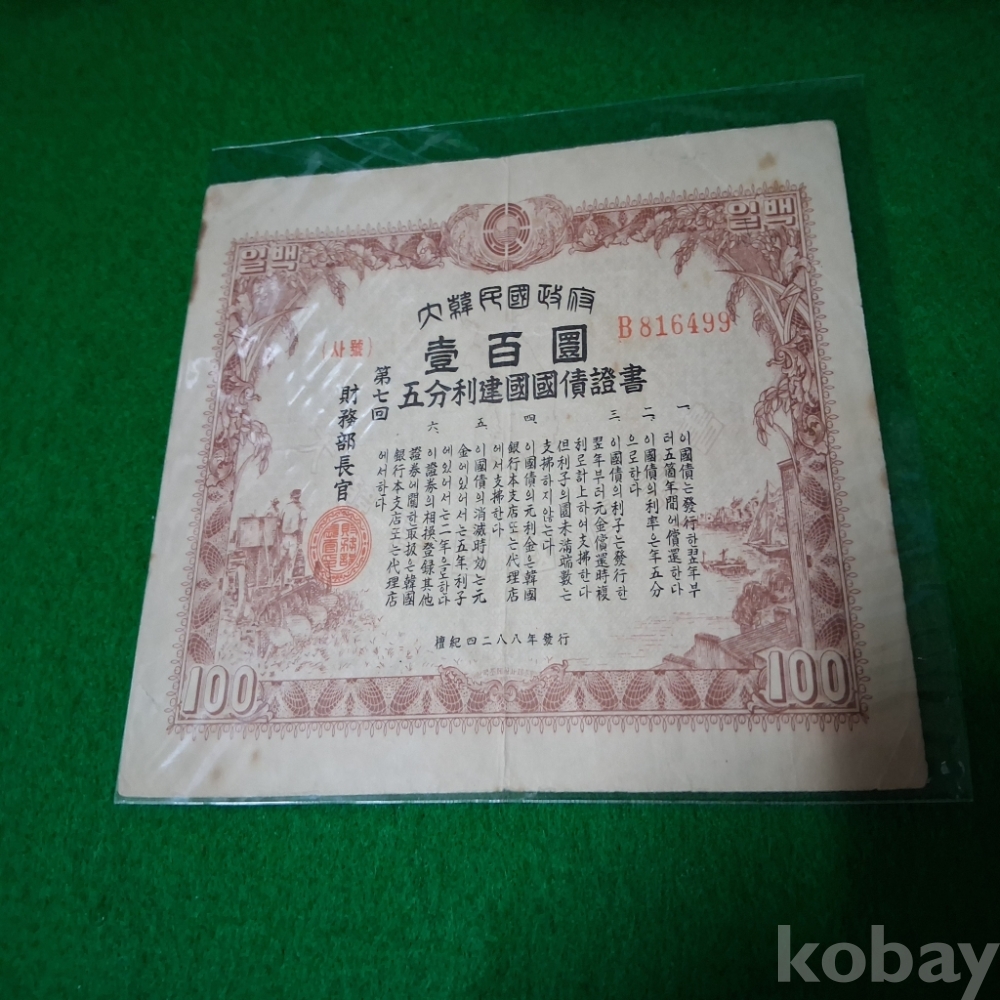 일백
일백
大韓民國政府
B816499
(사號)
壹百圓
第七回
五分利建國國債證書
財務部長官
一、이國債는發行하는翌年부
러五箇年間에償還한다
二、이國債의利率은年五分
으로한다
三、이國債의利子는發行한
翌年부러元金償還時複
利로計上하여支拂한다
但利子의圓未滿端數는
支拂하지않는다
四、이國債의元利金은韓國
銀行本支店또는代理店
에서支拂한다
五、이國債의消滅時効는元
金에있어서는五年、利子
에있어서는二年으로한다
六、이證券의相換登錄其他
證券에關한取扱은韓國
銀行本支店또는代理店
에서하다
檀紀四二八八年發行
100
100
kobay